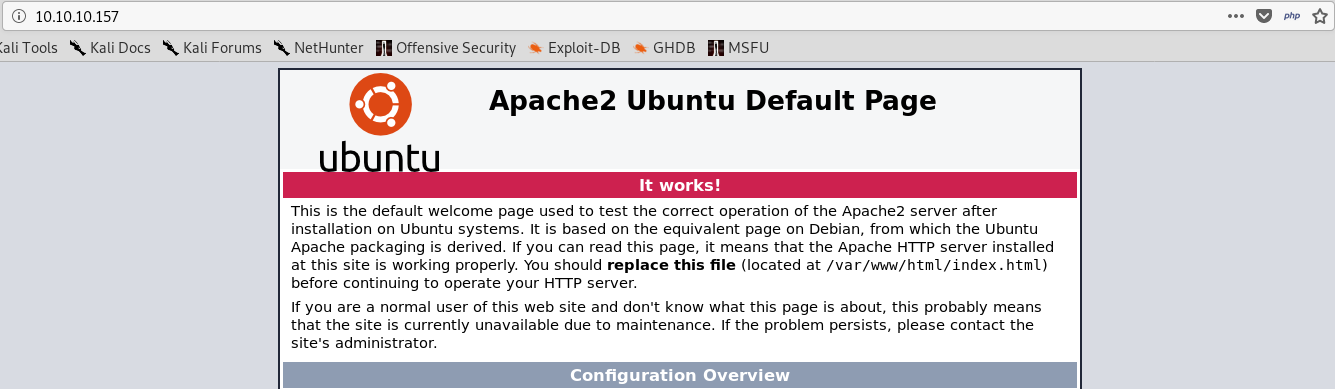 10.10.10.157
php
Kali Tools Kali Docs Kali Forums NetHunter Offensive Security Exploit-DB GHDB MSFU
ubuntu
Apache2 Ubuntu Default Page
It works!
This is the default welcome page used to test the correct operation of the Apache2 server after
installation on Ubuntu systems. It is based on the equivalent page on Debian, from which the Ubuntu
Apache packaging is derived. If you can read this page, it means that the Apache HTTP server installed
at this site is working properly. You should replace this file (located at /var/www/html/index.html)
before continuing to operate your HTTP server.
If you are a normal user of this web site and don't know what this page is about, this probably means
that the site is currently unavailable due to maintenance. If the problem persists, please contact the
site's administrator.
Configuration Overview